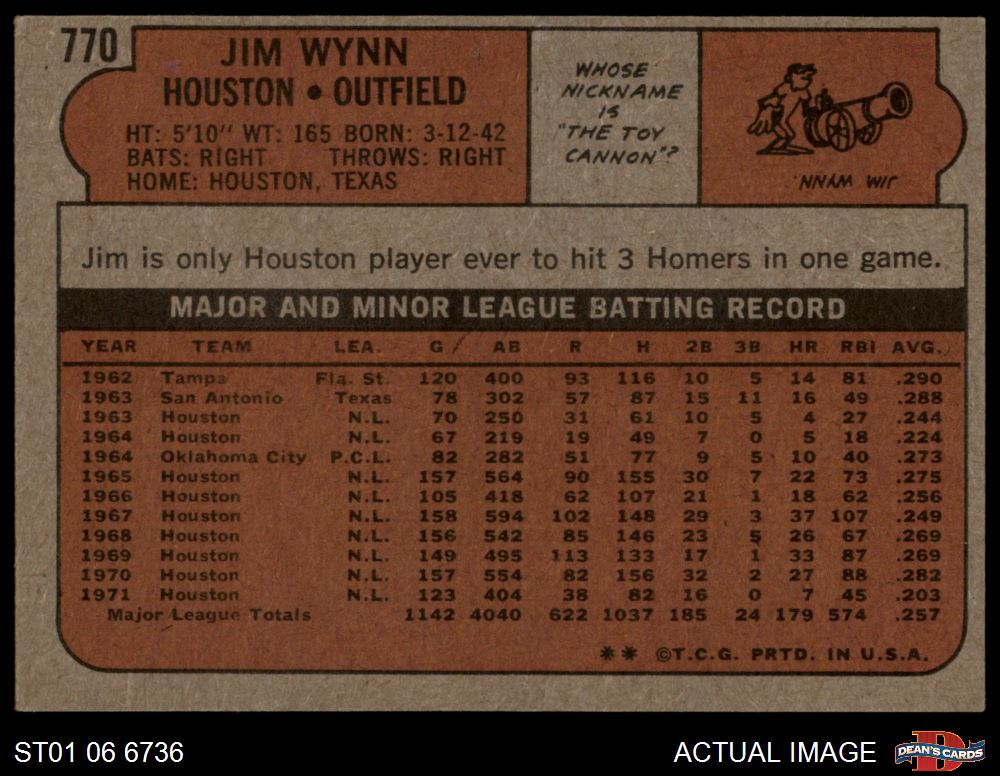 770
JIM WYNN
HOUSTON • OUTFIELD
HT: 5'10" WT: 165 BORN: 3-12-42
BATS: RIGHT THROWS: RIGHT
HOME: HOUSTON, TEXAS
WHOSE
NICKNAME
IS
"THE TOY
CANNON"?
JIM WYNN
Jim is only Houston player ever to hit 3 Homers in one game.
MAJOR AND MINOR LEAGUE BATTING RECORD
YEAR TEAM LEA. G AB R H 2B 3B HR RBI AVG.
1962 Tampa Fla. St. 120 400 93 116 10 5 14 81 .290
1963 San Antonio Texas 78 302 57 87 15 11 16 49 .288
1963 Houston N.L. 70 250 31 61 10 5 4 27 .244
1964 Houston N.L. 67 219 19 49 7 0 5 18 .224
1964 Oklahoma City P.C.L. 82 282 51 77 9 5 10 40 .273
1965 Houston N.L. 157 564 90 155 30 7 22 73 .275
1966 Houston N.L. 105 418 62 107 21 1 18 62 .256
1967 Houston N.L. 158 594 102 148 29 3 37 107 .249
1968 Houston N.L. 156 542 85 146 23 5 26 67 .269
1969 Houston N.L. 149 495 113 133 17 1 33 87 .269
1970 Houston N.L. 157 554 82 156 32 2 27 88 .282
1971 Houston N.L. 123 404 38 82 16 0 7 45 .203
Major League Totals 1142 4040 622 1037 185 24 179 574 .257
** ©T.C.G. PRTD. IN U.S.A.
ST01 06 6736
ACTUAL IMAGE
DEAN'S CARDS